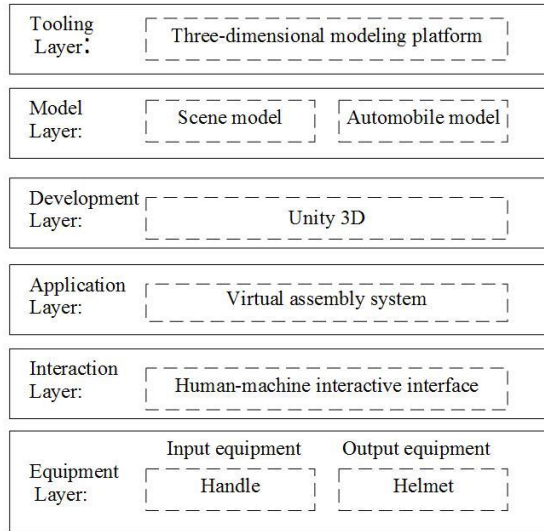 Tooling
Layer:
Three-dimensional modeling platform
Model
Layer:
Scene model
Automobile model
Development
Layer:
Unity 3D
Application
Layer:
Virtual assembly system
Interaction
Layer:
Human-machine interactive interface
Equipment
Layer:
Input equipment
Output equipment
Handle
Helmet